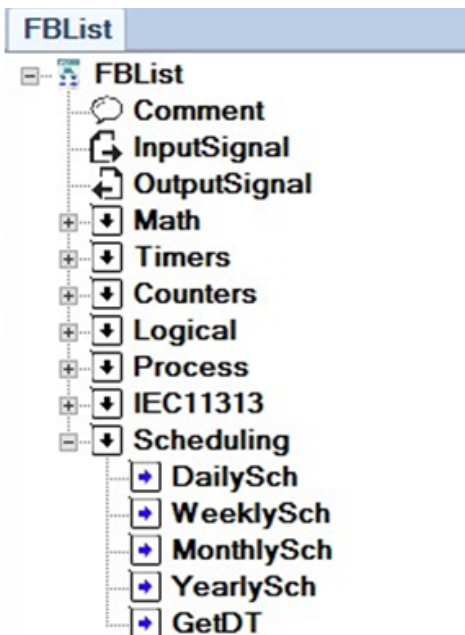 FBList
FBList
Comment
InputSignal
OutputSignal
Math
Timers
Counters
Logical
Process
IEC11313
Scheduling
DailySch
WeeklySch
MonthlySch
YearlySch
GetDT